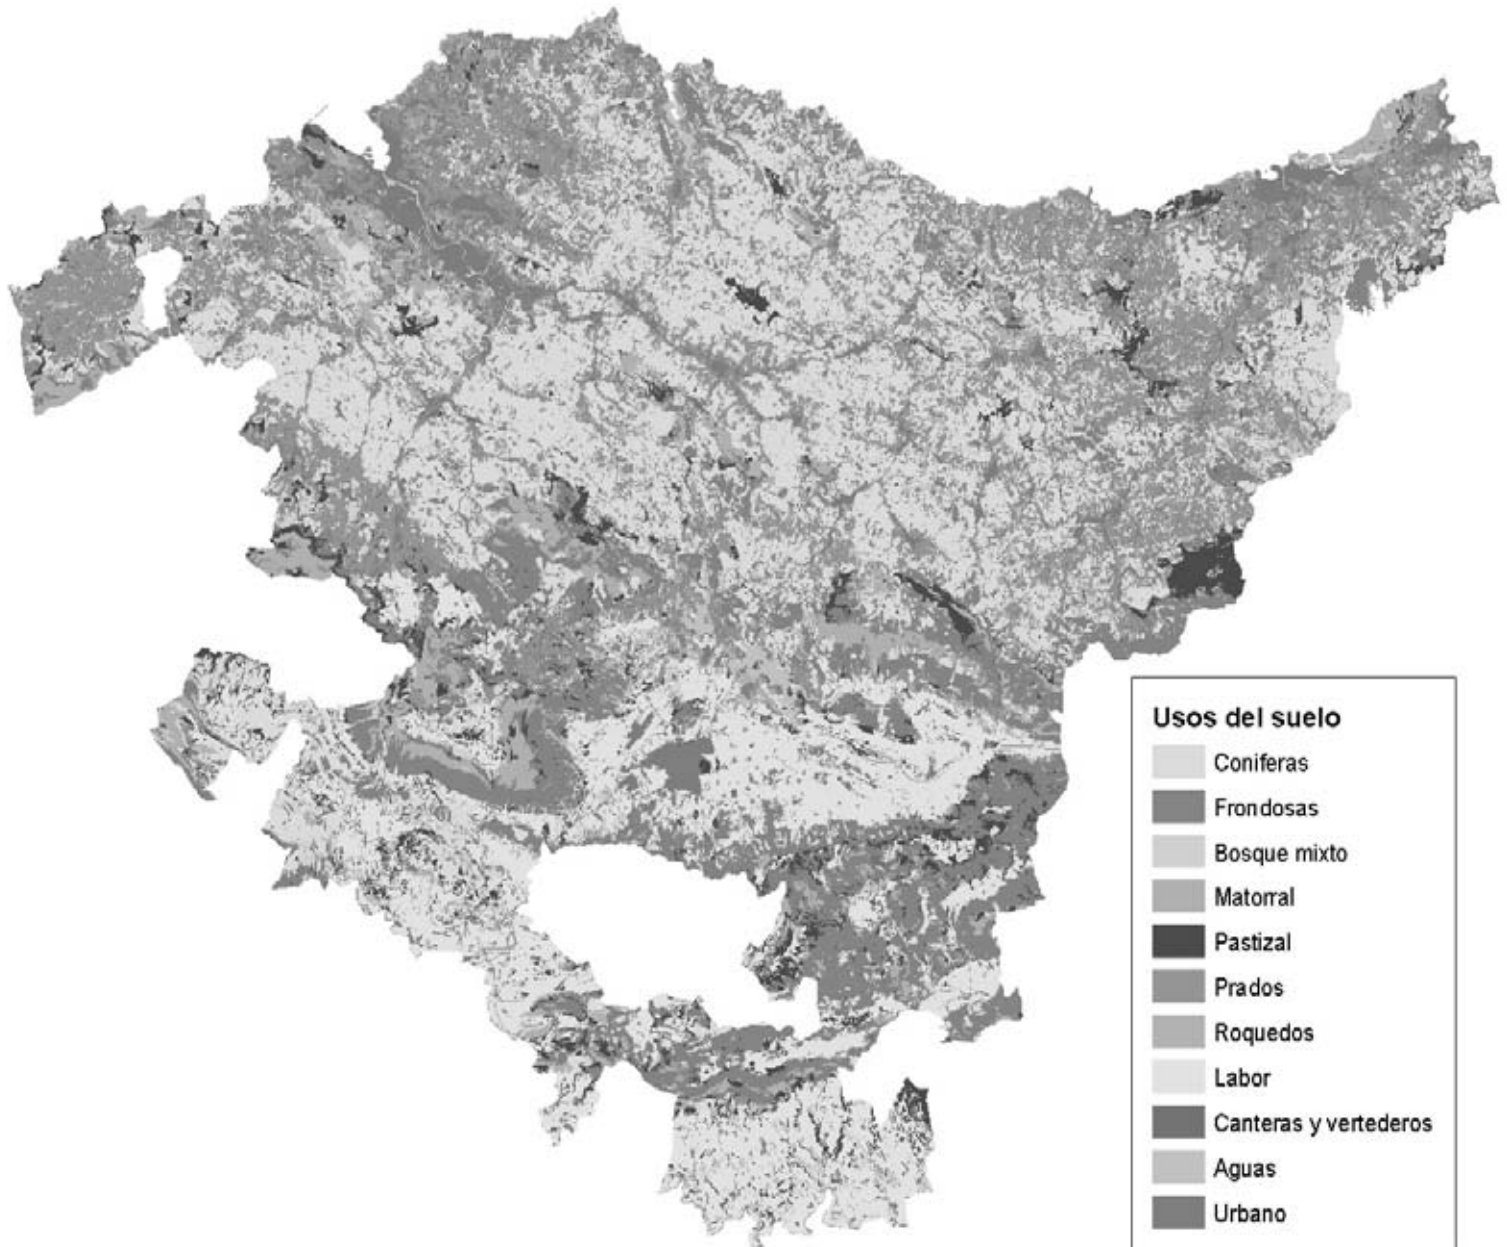 Usos del suelo
Coniferas
Frondosas
Bosque mixto
Matorral
Pastizal
Prados
Roquedos
Labor
Canteras y vertederos
Aguas
Urbano